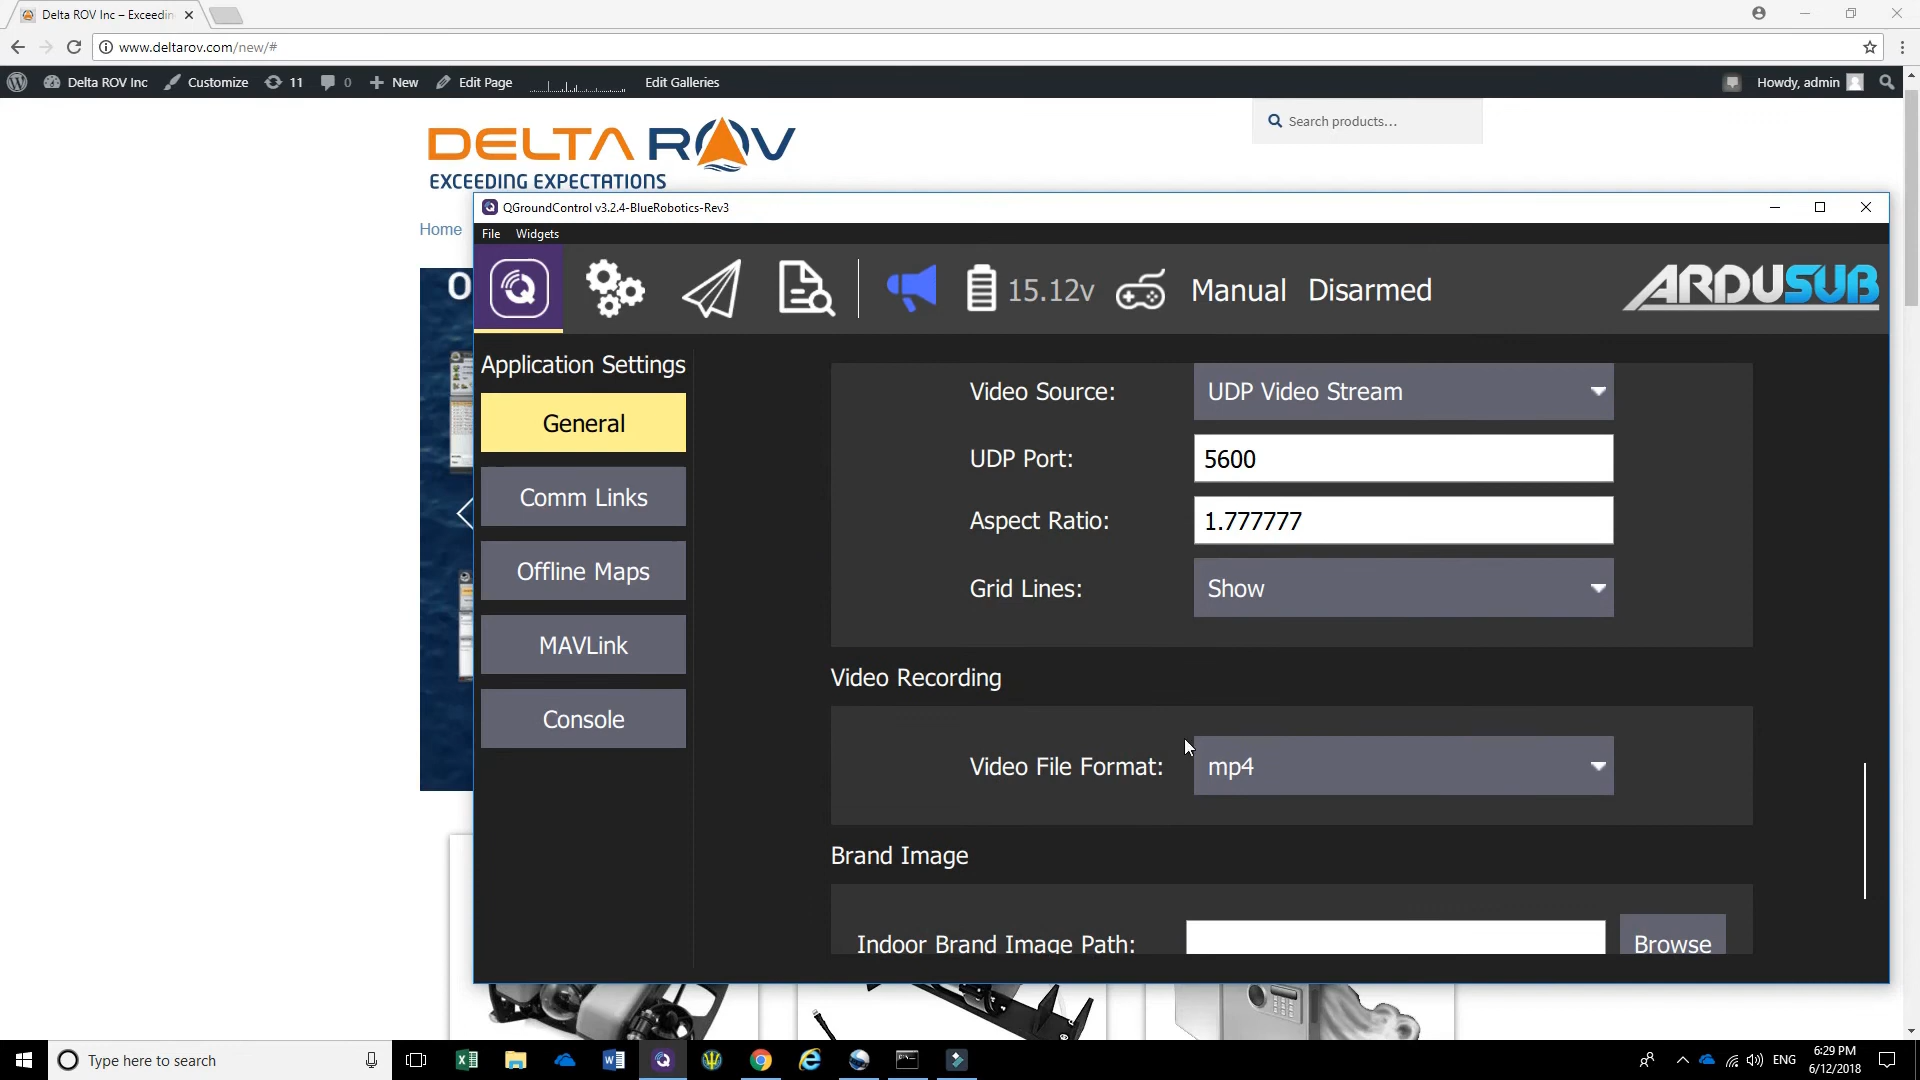 Delta ROV Inc – Exceedin
www.deltarov.com/new/#
Delta ROV Inc Customize 11 0 New Edit Page Edit Galleries Howdy, admin
DELTA ROV
EXCEEDING EXPECTATIONS
Search products...
Home
O
QGroundControl v3.2.4-BlueRobotics-Rev3
File Widgets
15.12v Manual Disarmed
ARDUSUB
Application Settings
General
Comm Links
Offline Maps
MAVLink
Console
Video Source: UDP Video Stream
UDP Port: 5600
Aspect Ratio: 1.777777
Grid Lines: Show
Video Recording
Video File Format: mp4
Brand Image
Indoor Brand Image Path: Browse
Type here to search
ENG
6:29 PM
6/12/2018